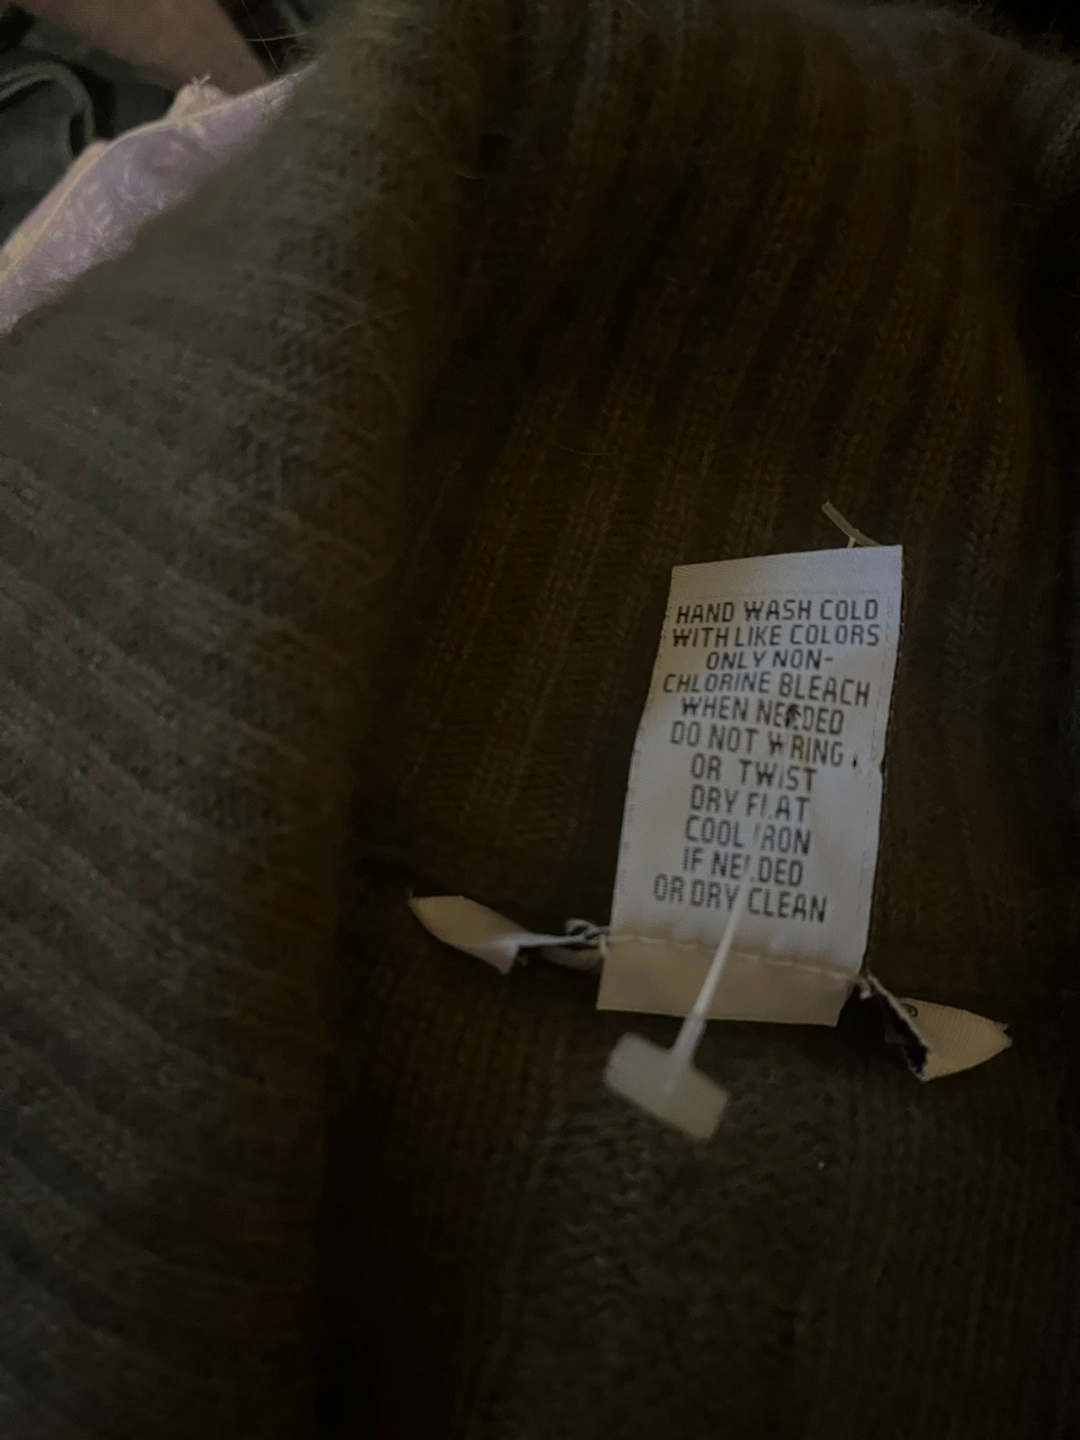 HAND WASH COLD
WITH LIKE COLORS
ONLY NON-
CHLORINE BLEACH
WHEN NEEDED
DO NOT WRING,
OR TWIST
DRY FLAT
COOL IRON
IF NEEDED
OR DRY CLEAN